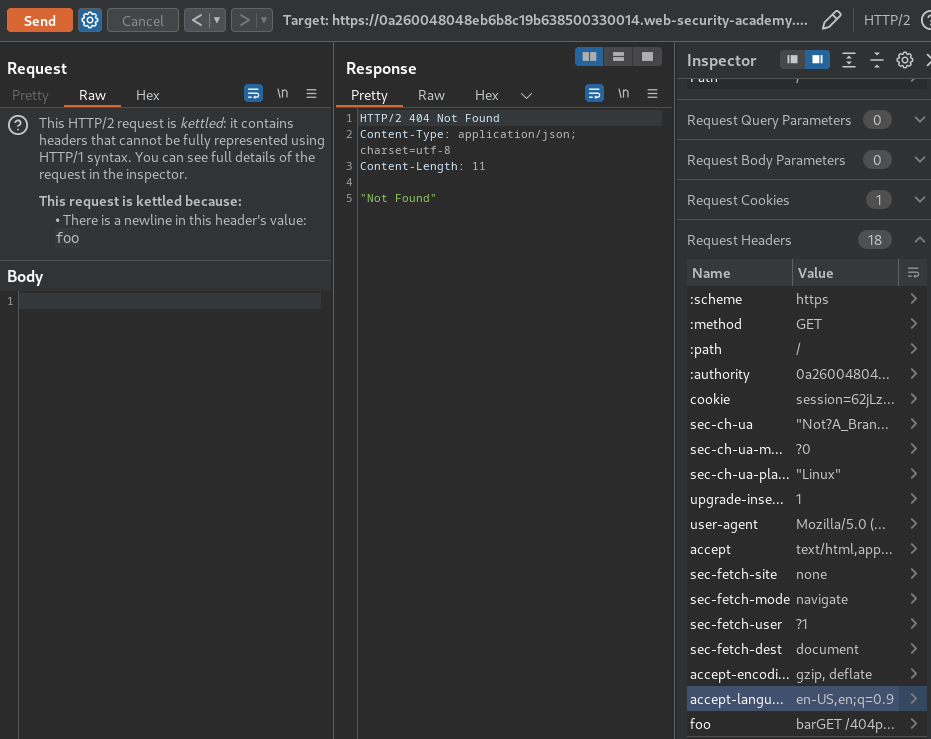 Send
Cancel
<
>
Target: https://0a260048048eb6b8c19b638500330014.web-security-academy....
HTTP/2
Request
Pretty
Raw
Hex
\n
This HTTP/2 request is kettled: it contains
headers that cannot be fully represented using
HTTP/1 syntax. You can see full details of the
request in the inspector.
This request is kettled because:
• There is a newline in this header's value:
foo
Body
1
Response
Pretty
Raw
Hex
\n
1 HTTP/2 404 Not Found
2 Content-Type: application/json;
charset=utf-8
3 Content-Length: 11
4
5 "Not Found"
Inspector
Path /
Request Query Parameters 0
Request Body Parameters 0
Request Cookies 1
Request Headers 18
Name Value
:scheme https
:method GET
:path /
:authority 0a26004804...
cookie session=62jLz...
sec-ch-ua "Not?A_Bran...
sec-ch-ua-m... ?0
sec-ch-ua-pla... "Linux"
upgrade-inse... 1
user-agent Mozilla/5.0 (...
accept text/html,app...
sec-fetch-site none
sec-fetch-mode navigate
sec-fetch-user ?1
sec-fetch-dest document
accept-encodi... gzip, deflate
accept-langu... en-US,en;q=0.9
foo barGET /404p...